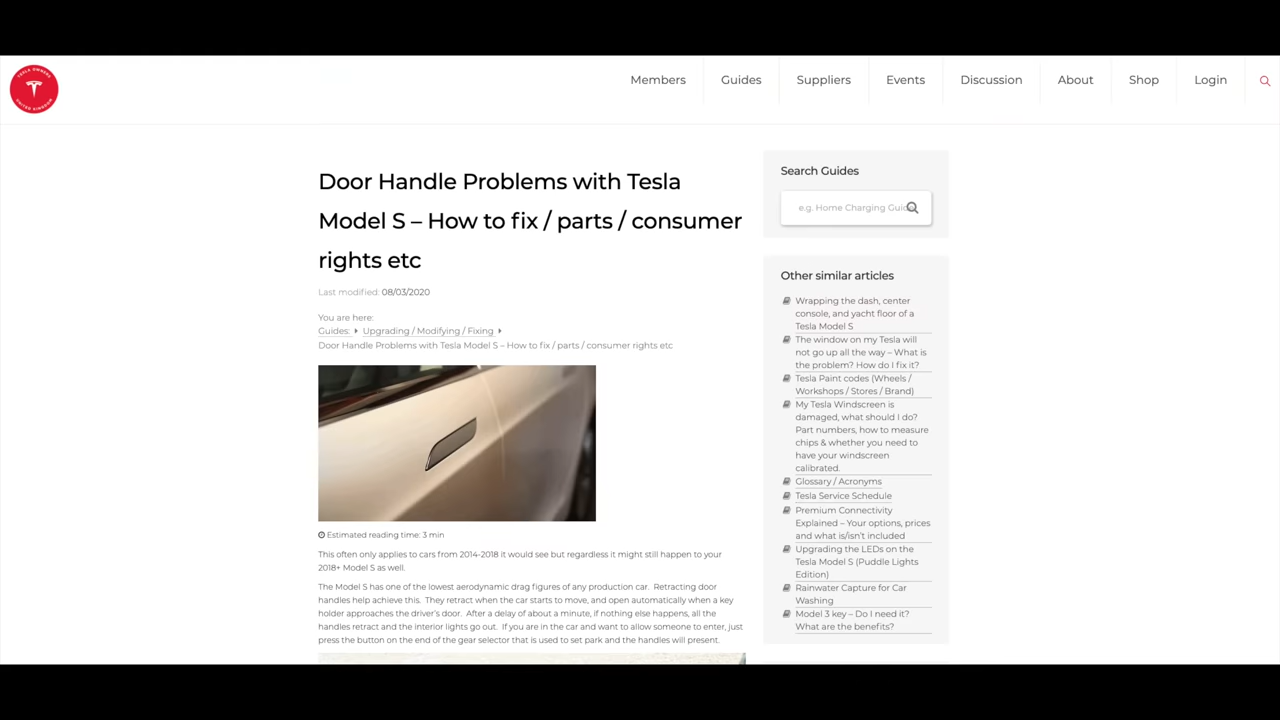 TESLA OWNERS
UNITED KINGDOM
Members
Guides
Suppliers
Events
Discussion
About
Shop
Login
Door Handle Problems with Tesla
Model S – How to fix / parts / consumer
rights etc
Last modified: 08/03/2020
You are here:
Guides: Upgrading / Modifying / Fixing
Door Handle Problems with Tesla Model S – How to fix / parts / consumer rights etc
Estimated reading time: 3 min
This often only applies to cars from 2014-2018 it would see but regardless it might still happen to your
2018+ Model S as well.
The Model S has one of the lowest aerodynamic drag figures of any production car. Retracting door
handles help achieve this. They retract when the car starts to move, and open automatically when a key
holder approaches the driver's door. After a delay of about a minute, if nothing else happens, all the
handles retract and the interior lights go out. If you are in the car and want to allow someone to enter, just
press the button on the end of the gear selector that is used to set park and the handles will present.
Search Guides
e.g. Home Charging Guide
Other similar articles
Wrapping the dash, center
console, and yacht floor of a
Tesla Model S
The window on my Tesla will
not go up all the way – What is
the problem? How do I fix it?
Tesla Paint codes (Wheels /
Workshops / Stores / Brand)
My Tesla Windscreen is
damaged, what should I do?
Part numbers, how to measure
chips & whether you need to
have your windscreen
calibrated.
Glossary / Acronyms
Tesla Service Schedule
Premium Connectivity
Explained – Your options, prices
and what is/isn't included
Upgrading the LEDs on the
Tesla Model S (Puddle Lights
Edition)
Rainwater Capture for Car
Washing
Model 3 key – Do I need it?
What are the benefits?